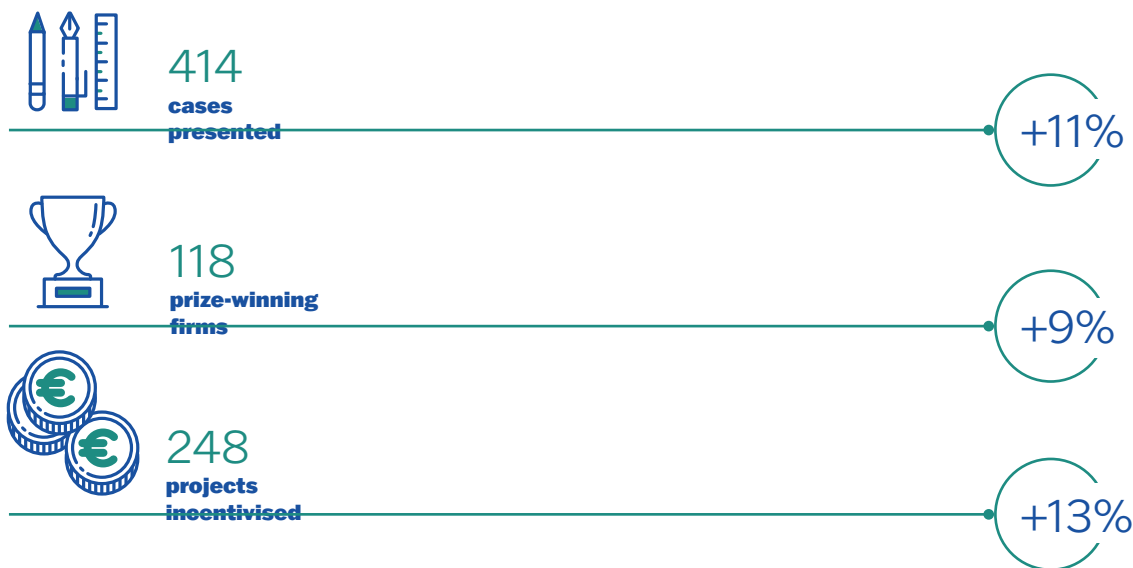 414
cases
presented
+11%
118
prize-winning
firms
+9%
€
€
248
projects
incentivised
+13%